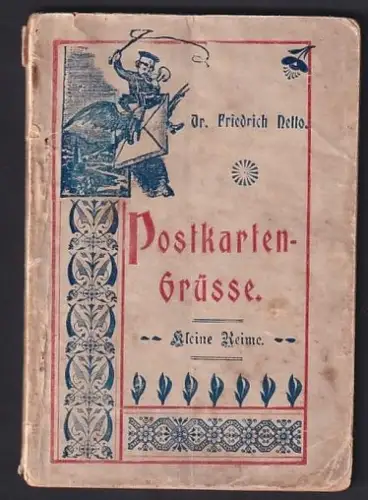 Dr. Friedrich Netto.
Postkarten-
Grüsse.
Kleine Reime.